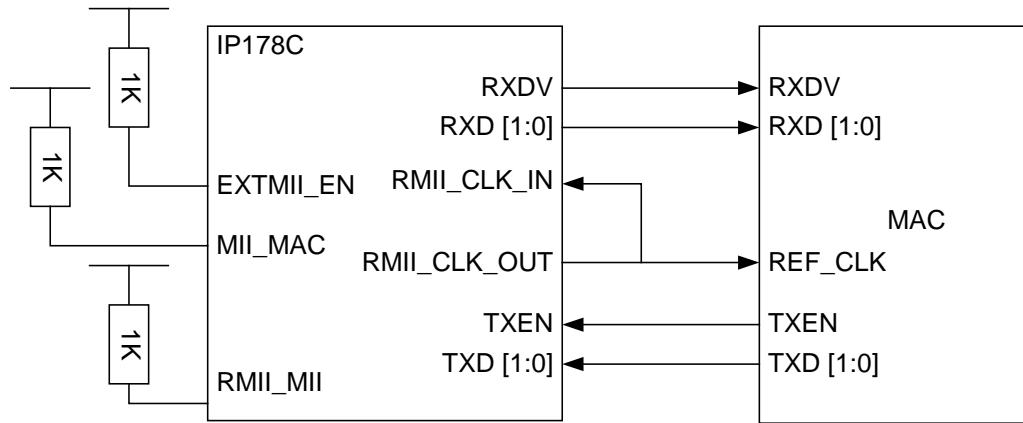 IP178C
1K
1K
1K
EXTMII_EN
MII_MAC
RMII_MII
RXDV
RXD [1:0]
RMII_CLK_IN
RMII_CLK_OUT
TXEN
TXD [1:0]
RXDV
RXD [1:0]
MAC
REF_CLK
TXEN
TXD [1:0]